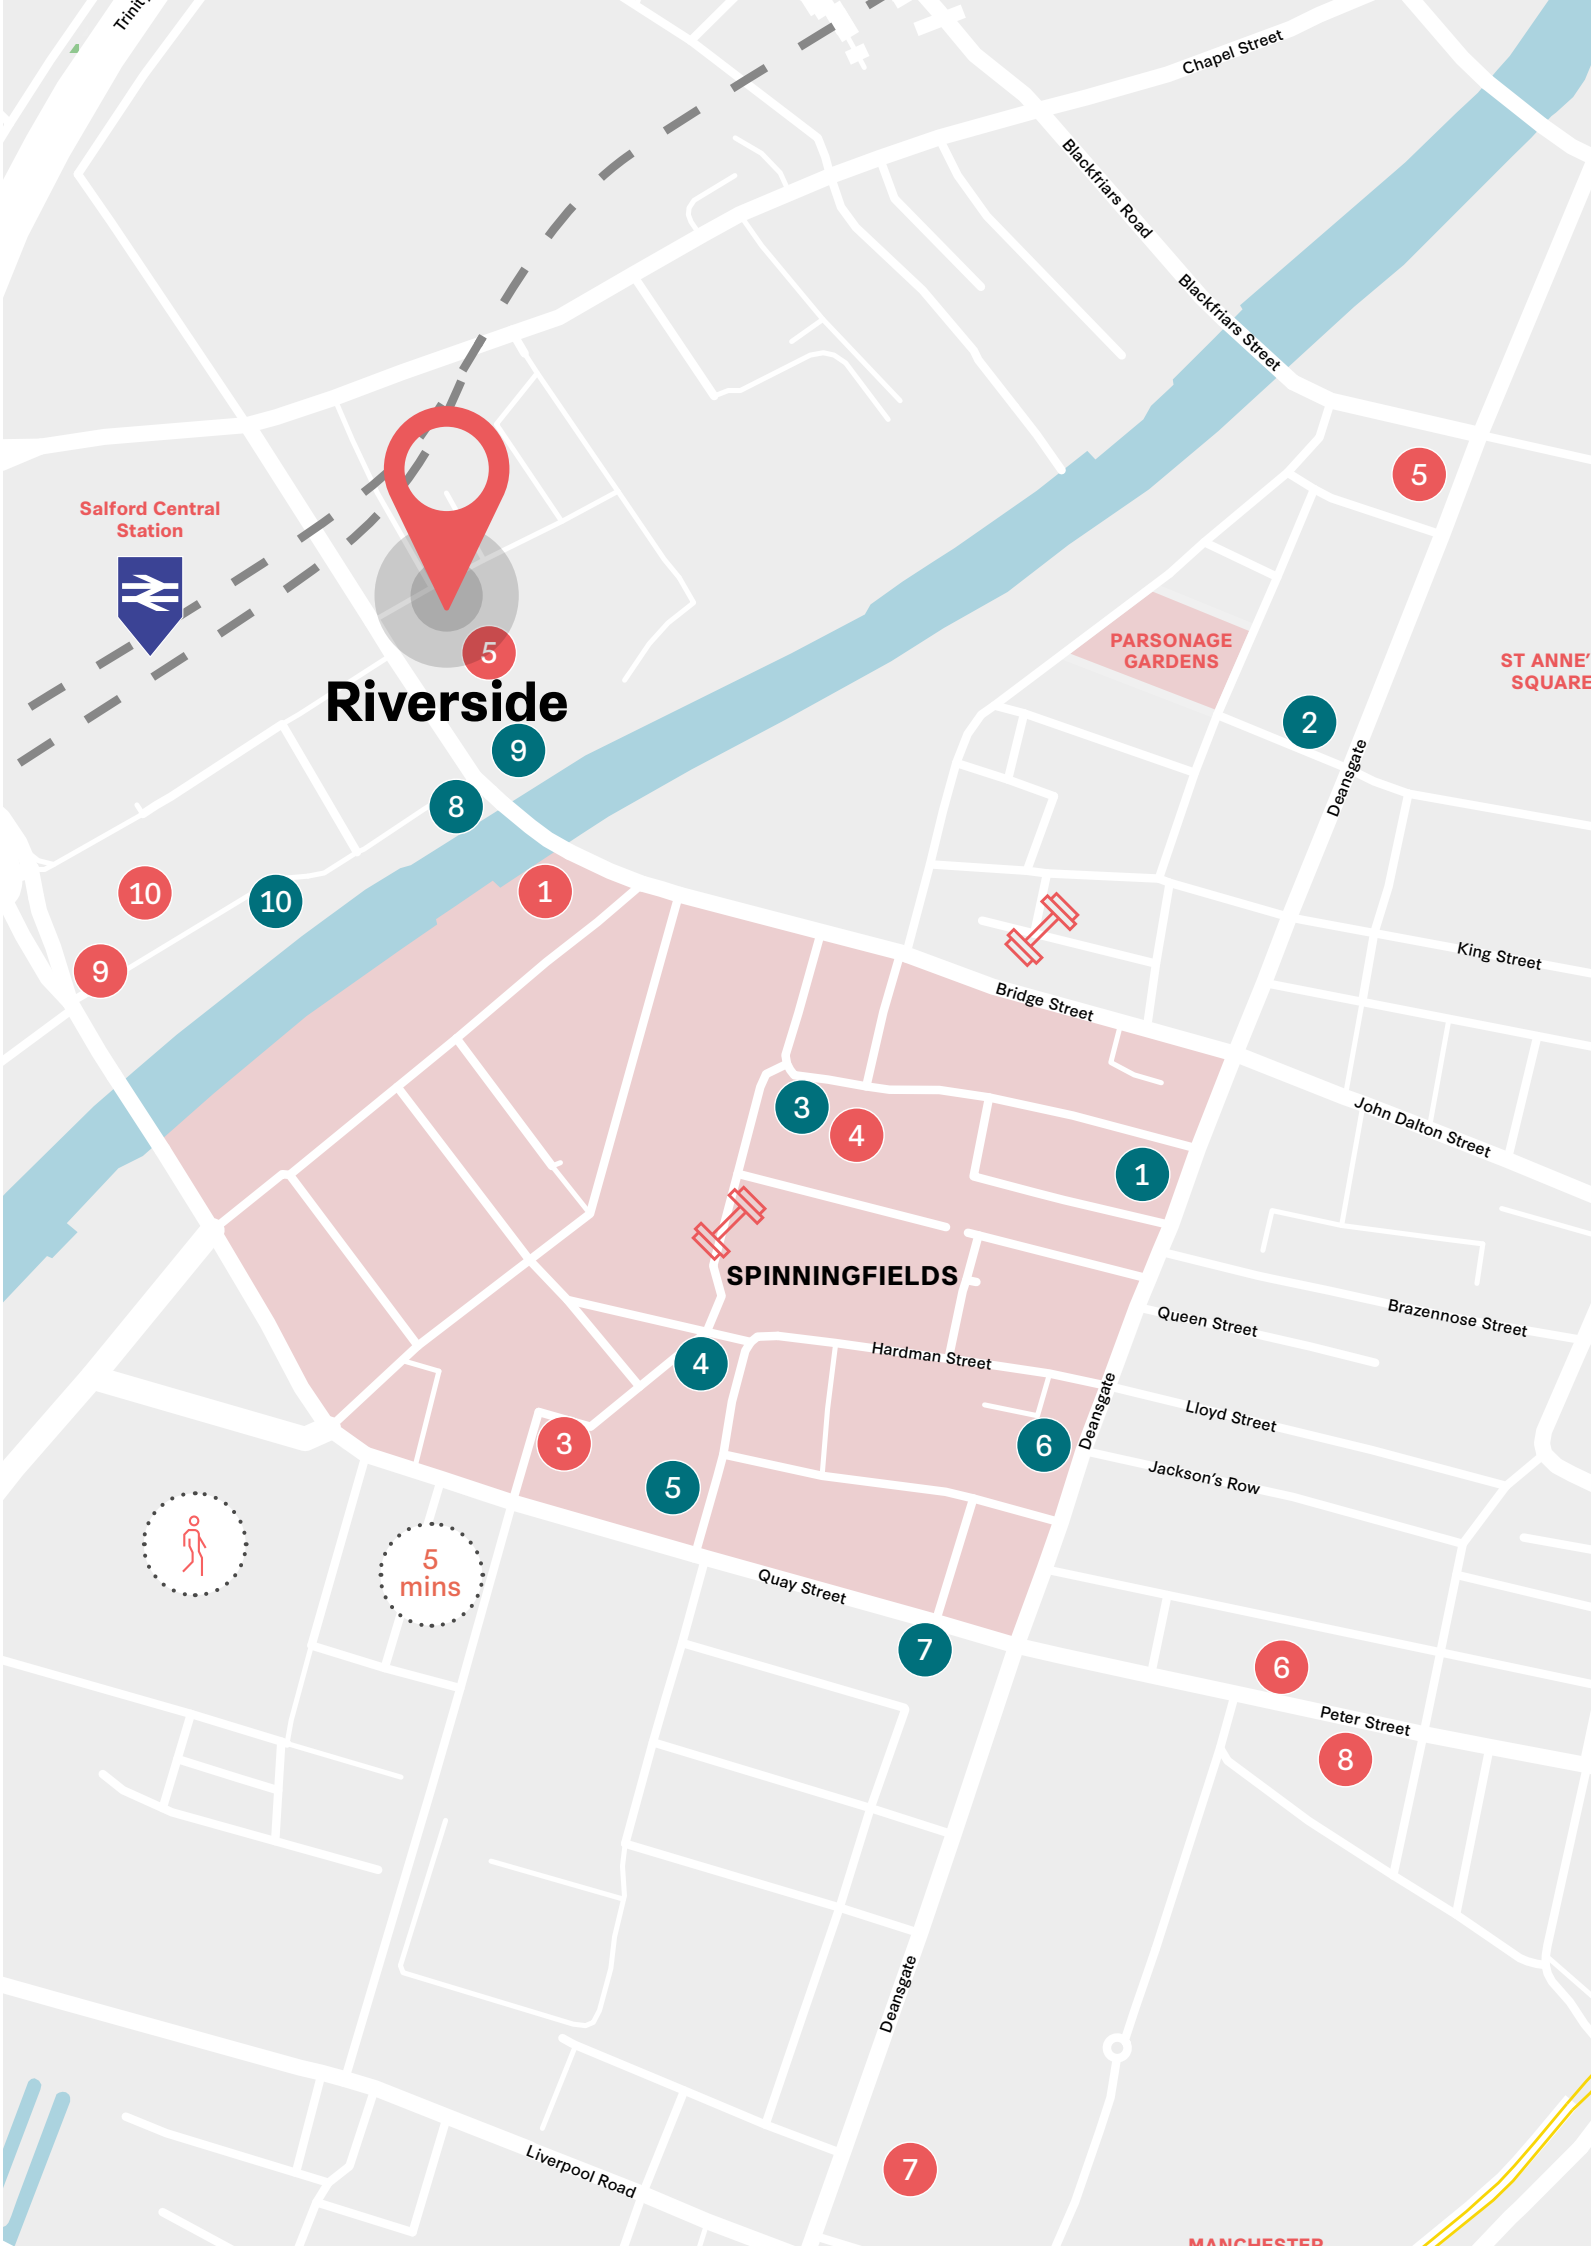 Chapel Street
Blackfriars Road
Blackfriars Street
5
Salford Central
Station
5
Riverside
9
8
PARSONAGE
GARDENS
ST ANNE'
SQUARE
2
Deansgate
10
10
1
9
King Street
Bridge Street
3
4
John Dalton Street
1
SPINNINGFIELDS
Queen Street
Brazennose Street
Hardman Street
4
Deansgate
Lloyd Street
3
6
5
Jackson's Row
5
mins
Quay Street
7
6
Peter Street
8
Deansgate
Liverpool Road
7
MANCHESTER